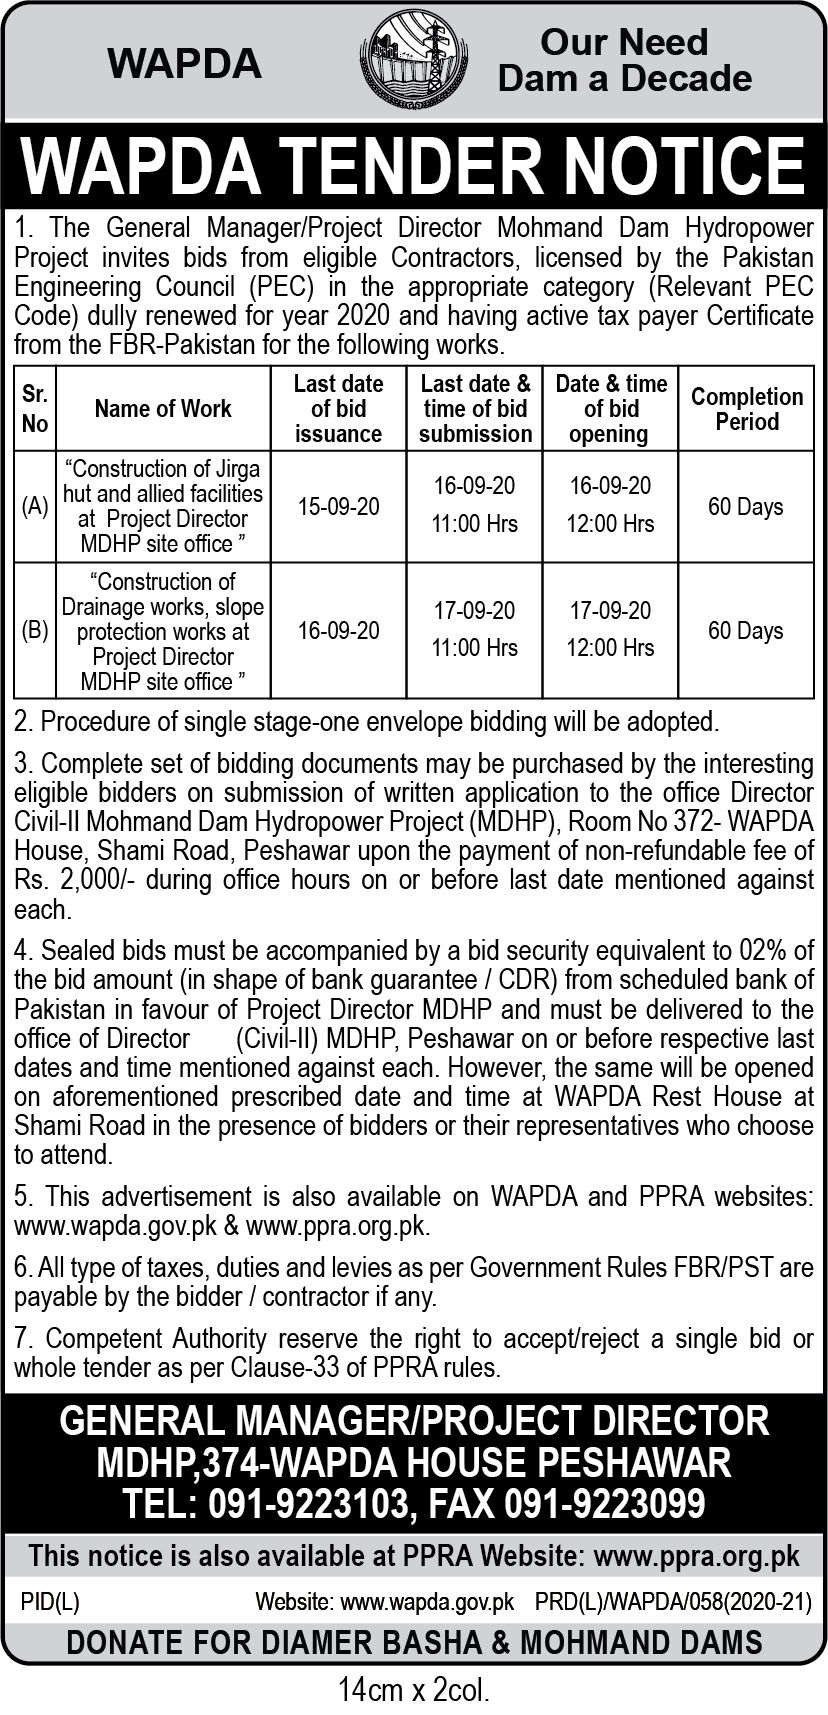 WAPDA
Our Need
Dam a Decade
WAPDA TENDER NOTICE
1. The General Manager/Project Director Mohmand Dam Hydropower
Project invites bids from eligible Contractors, licensed by the Pakistan
Engineering Council (PEC) in the appropriate category (Relevant PEC
Code) dully renewed for year 2020 and having active tax payer Certificate
from the FBR-Pakistan for the following works.
Sr.
No
Name of Work
Last date
of bid
issuance
Last date &
time of bid
submission
Date & time
of bid
opening
Completion
Period
(A)
“Construction of Jirga
hut and allied facilities
at Project Director
MDHP site office ”
15-09-20
16-09-20
11:00 Hrs
16-09-20
12:00 Hrs
60 Days
(B)
“Construction of
Drainage works, slope
protection works at
Project Director
MDHP site office ”
16-09-20
17-09-20
11:00 Hrs
17-09-20
12:00 Hrs
60 Days
2. Procedure of single stage-one envelope bidding will be adopted.
3. Complete set of bidding documents may be purchased by the interesting
eligible bidders on submission of written application to the office Director
Civil-II Mohmand Dam Hydropower Project (MDHP), Room No 372- WAPDA
House, Shami Road, Peshawar upon the payment of non-refundable fee of
Rs. 2,000/- during office hours on or before last date mentioned against
each.
4. Sealed bids must be accompanied by a bid security equivalent to 02% of
the bid amount (in shape of bank guarantee / CDR) from scheduled bank of
Pakistan in favour of Project Director MDHP and must be delivered to the
office of Director (Civil-II) MDHP, Peshawar on or before respective last
dates and time mentioned against each. However, the same will be opened
on aforementioned prescribed date and time at WAPDA Rest House at
Shami Road in the presence of bidders or their representatives who choose
to attend.
5. This advertisement is also available on WAPDA and PPRA websites:
www.wapda.gov.pk & www.ppra.org.pk.
6. All type of taxes, duties and levies as per Government Rules FBR/PST are
payable by the bidder / contractor if any.
7. Competent Authority reserve the right to accept/reject a single bid or
whole tender as per Clause-33 of PPRA rules.
GENERAL MANAGER/PROJECT DIRECTOR
MDHP,374-WAPDA HOUSE PESHAWAR
TEL: 091-9223103, FAX 091-9223099
This notice is also available at PPRA Website: www.ppra.org.pk
PID(L) Website: www.wapda.gov.pk PRD(L)/WAPDA/058(2020-21)
DONATE FOR DIAMER BASHA & MOHMAND DAMS
14cm x 2col.